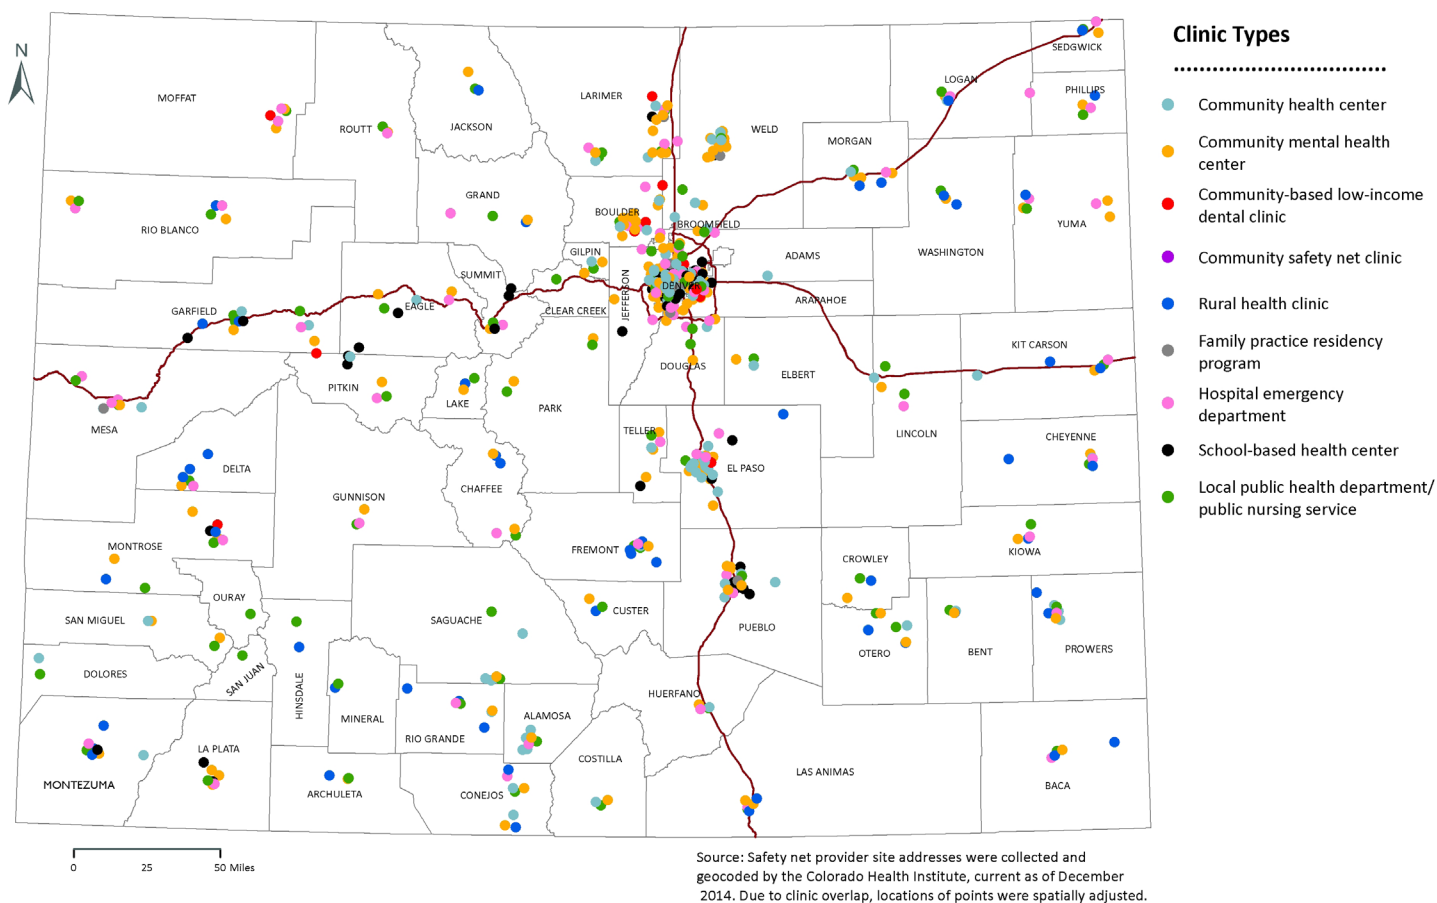 N
MOFFAT
ROUTT
JACKSON
LARIMER
WELD
LOGAN
SEDGWICK
PHILLIPS
MORGAN
RIO BLANCO
GRAND
BOULDER
BROOMFIELD
WASHINGTON
YUMA
GILPIN
ADAMS
SUMMIT
EAGLE
GARFIELD
CLEAR CREEK
JEFFERSON
DENVER
ARAPAHOE
KIT CARSON
PITKIN
LAKE
PARK
DOUGLAS
ELBERT
MESA
LINCOLN
CHEYENNE
TELLER
EL PASO
DELTA
CHAFFEE
GUNNISON
MONTROSE
FREMONT
CROWLEY
KIOWA
OURAY
SAN MIGUEL
SAGUACHE
CUSTER
PUEBLO
OTERO
BENT
PROWERS
DOLORES
SAN JUAN
HINSDALE
MINERAL
RIO GRANDE
ALAMOSA
HUERFANO
LA PLATA
MONTEZUMA
ARCHULETA
CONEJOS
COSTILLA
LAS ANIMAS
BACA
0 25 50 Miles
Clinic Types
Community health center
Community mental health
center
Community-based low-income
dental clinic
Community safety net clinic
Rural health clinic
Family practice residency
program
Hospital emergency
department
School-based health center
Local public health department/
public nursing service
Source: Safety net provider site addresses were collected and
geocoded by the Colorado Health Institute, current as of December
2014. Due to clinic overlap, locations of points were spatially adjusted.